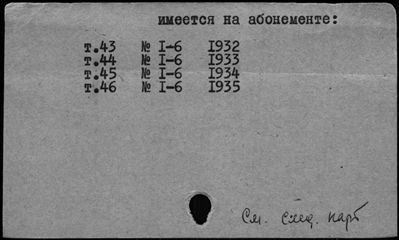 имеется на абонементе:
т.43 № I-6 I932
т.44 № I-6 I933
т.45 № I-6 I934
т.46 № I-6 I935
См. след. карт